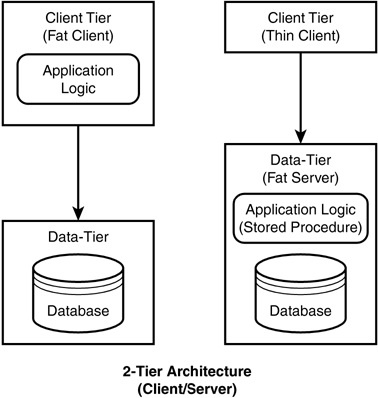 Client Tier
(Fat Client)
Application
Logic
Data-Tier
Database
Client Tier
(Thin Client)
Data-Tier
(Fat Server)
Application Logic
(Stored Procedure)
Database
2-Tier Architecture
(Client/Server)